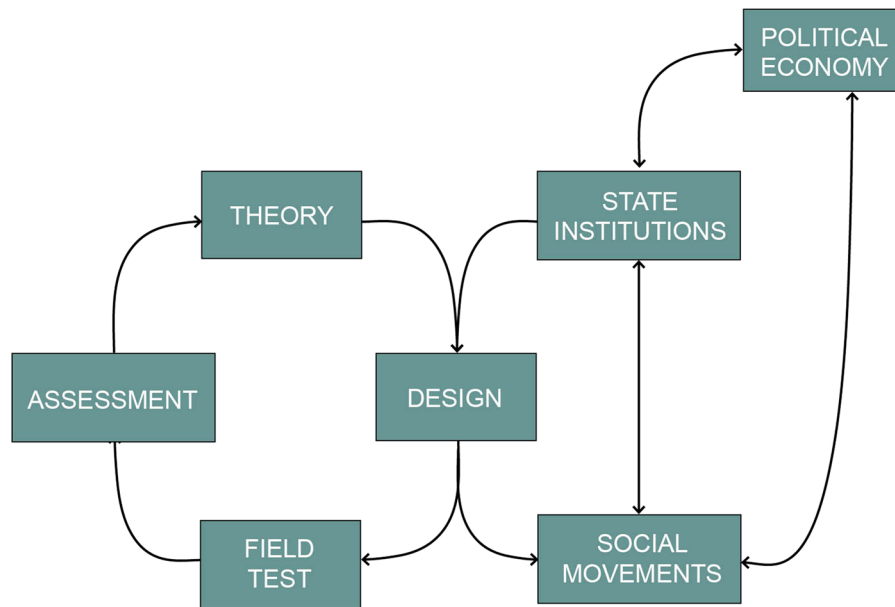 POLITICAL
ECONOMY
THEORY
STATE
INSTITUTIONS
ASSESSMENT
DESIGN
FIELD
TEST
SOCIAL
MOVEMENTS